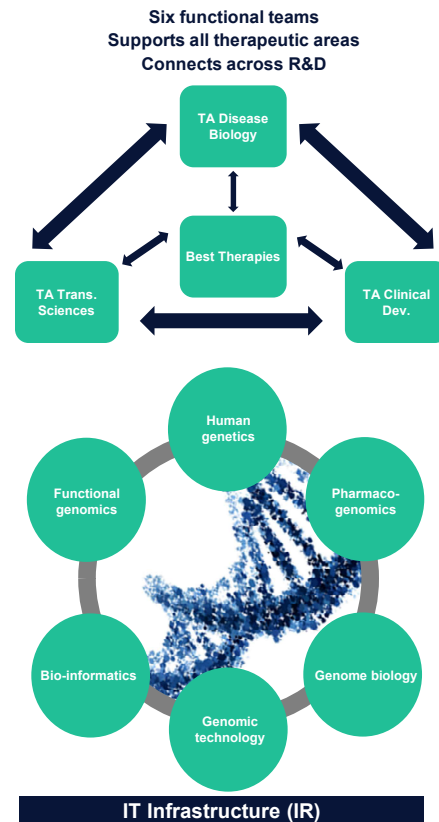 Six functional teams
Supports all therapeutic areas
Connects across R&D
TA Disease
Biology
Best Therapies
TA Trans.
Sciences
TA Clinical
Dev.
Human
genetics
Functional
genomics
Pharmaco-
genomics
Bio-informatics
Genome biology
Genomic
technology
IT Infrastructure (IR)